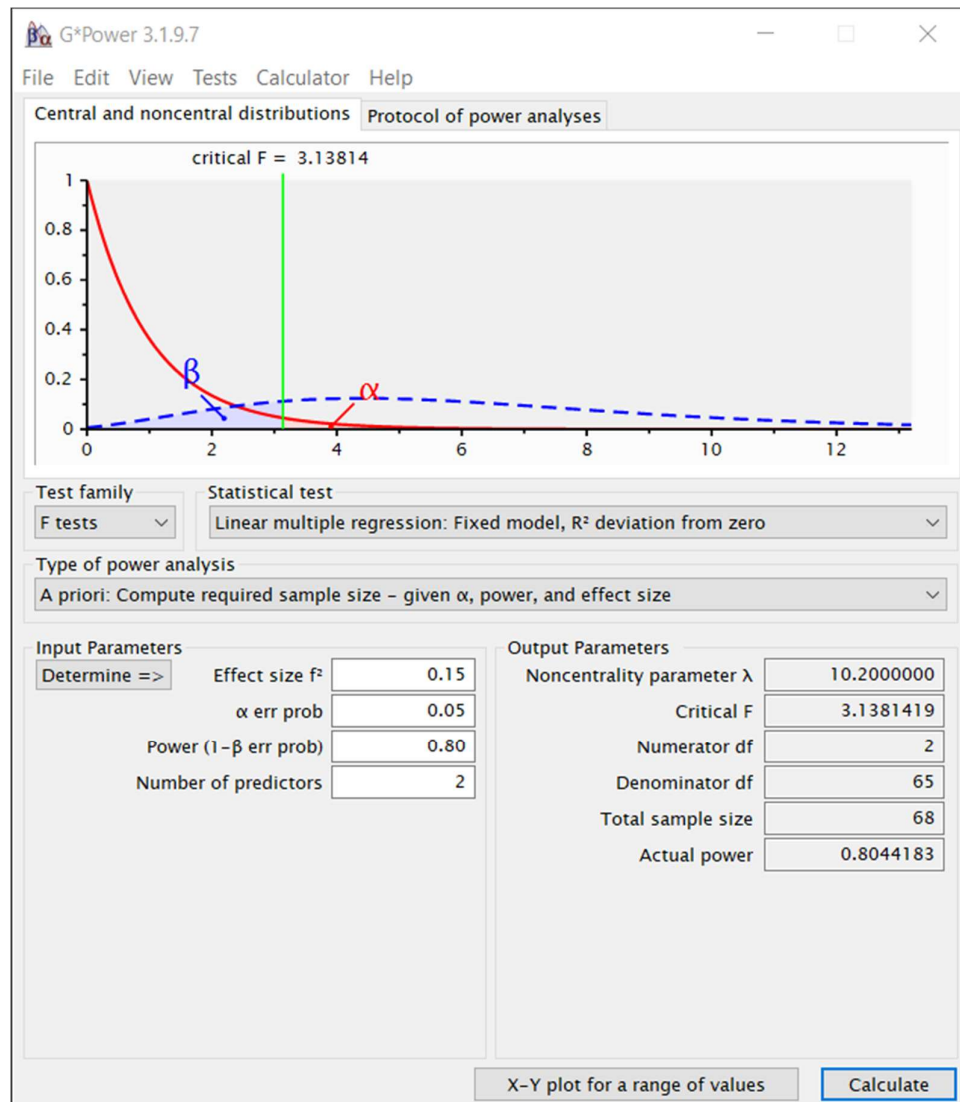 βα G*Power 3.1.9.7
File Edit View Tests Calculator Help
Central and noncentral distributions Protocol of power analyses
critical F = 3.13814
1
0.8
0.6
0.4
0.2
0
β
α
0 2 4 6 8 10 12
Test family Statistical test
F tests Linear multiple regression: Fixed model, R² deviation from zero
Type of power analysis
A priori: Compute required sample size – given α, power, and effect size
Input Parameters Output Parameters
Determine => Effect size f² 0.15 Noncentrality parameter λ 10.2000000
α err prob 0.05 Critical F 3.1381419
Power (1-β err prob) 0.80 Numerator df 2
Number of predictors 2 Denominator df 65
Total sample size 68
Actual power 0.8044183
X-Y plot for a range of values Calculate